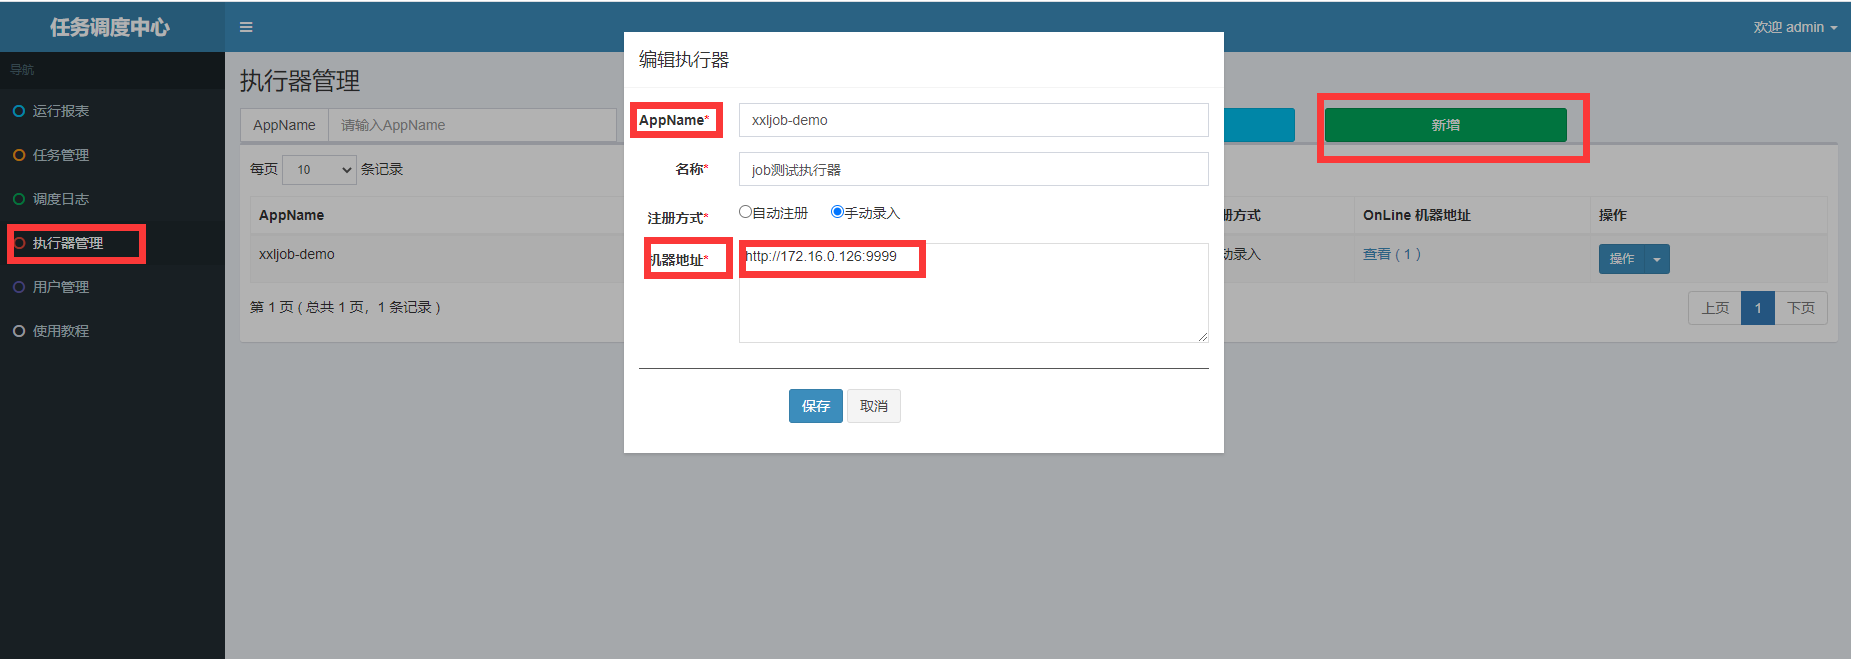 任务调度中心
欢迎 admin
导航
运行报表
任务管理
调度日志
执行器管理
用户管理
使用教程
执行器管理
AppName 请输入AppName
新增
每页 10 条记录
AppName
册方式 OnLine 机器地址 操作
xxljob-demo
动录入 查看 ( 1 ) 操作
第 1 页 ( 总共 1 页，1 条记录 )
上页 1 下页
编辑执行器
AppName* xxljob-demo
名称* job测试执行器
注册方式* 自动注册 手动录入
机器地址* http://172.16.0.126:9999
保存 取消